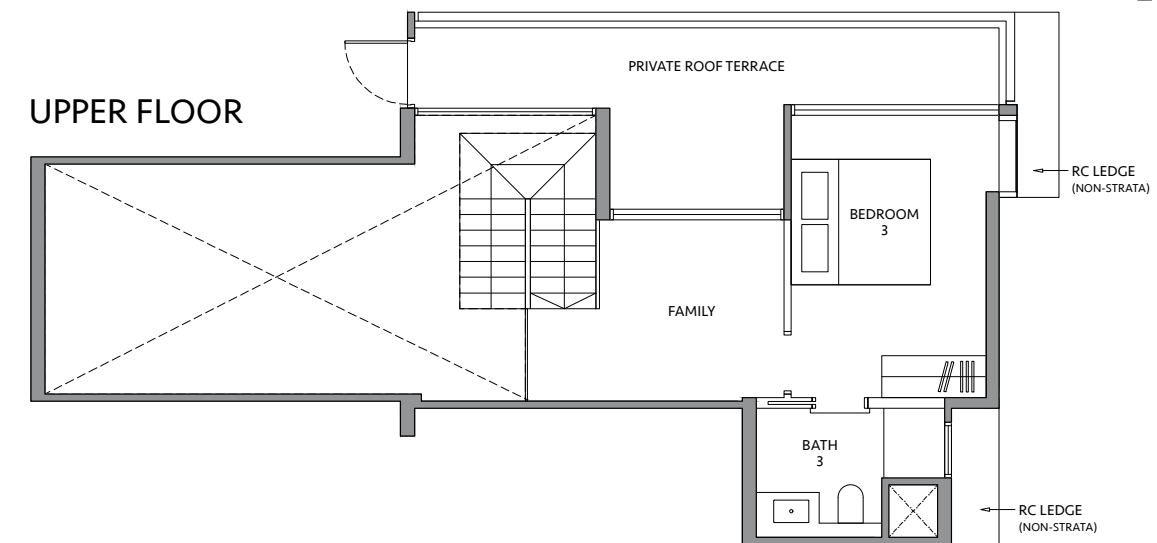 PRIVATE ROOF TERRACE
UPPER FLOOR
RC LEDGE
(NON-STRATA)
BEDROOM
3
FAMILY
BATH
3
RC LEDGE
(NON-STRATA)